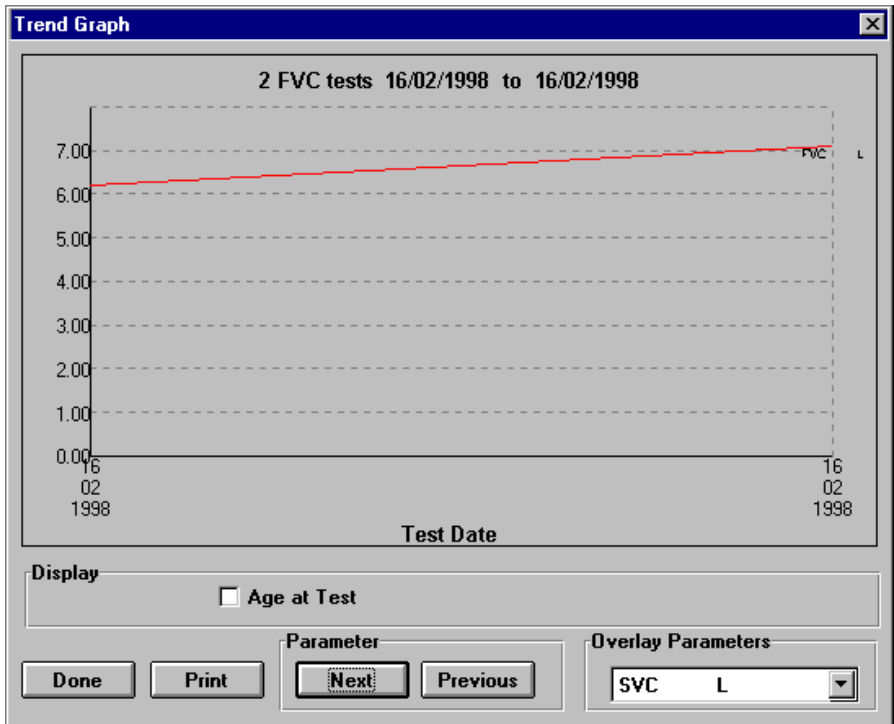 Trend Graph
2 FVC tests 16/02/1998 to 16/02/1998
7.00
FVC L
6.00
5.00
4.00
3.00
2.00
1.00
0.00
16 16
02 02
1998 1998
Test Date
Display
Age at Test
Parameter Overlay Parameters
Done Print Next Previous SVC L